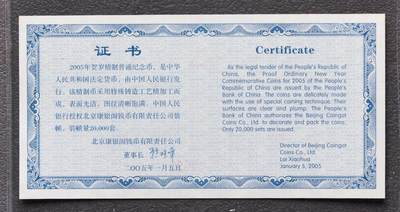 证书
2005年贺岁精制普通纪念币，是中华
人民共和国法定货币，由中国人民银行发
行。该精制币采用特殊铸造工艺精加工而
成，表面光洁，图纹清晰饱满。中国人民
银行授权北京康银阁钱币有限责任公司装
帧。装帧量20,000套。
北京康银阁钱币有限责任公司
董事长
二〇〇五年一月五日
Certificate
As the legal tender of the People's Republic of
China, the Proof Ordinary New Year
Commemorative Coins for 2005 of the People's
Republic of China are issued by the People's
Bank of China. The coins are delicately made
with the use of special coming technique. Their
surfaces are clear and plump. The People's
Bank of China authorizes the Beijing Coingot
Coins Co., Ltd. to decorate and pack the coins.
Only 20,000 sets are issued.
Director of Beijing Coingot
Coins Co., Ltd.
Lai Xiaohua
January 5, 2005